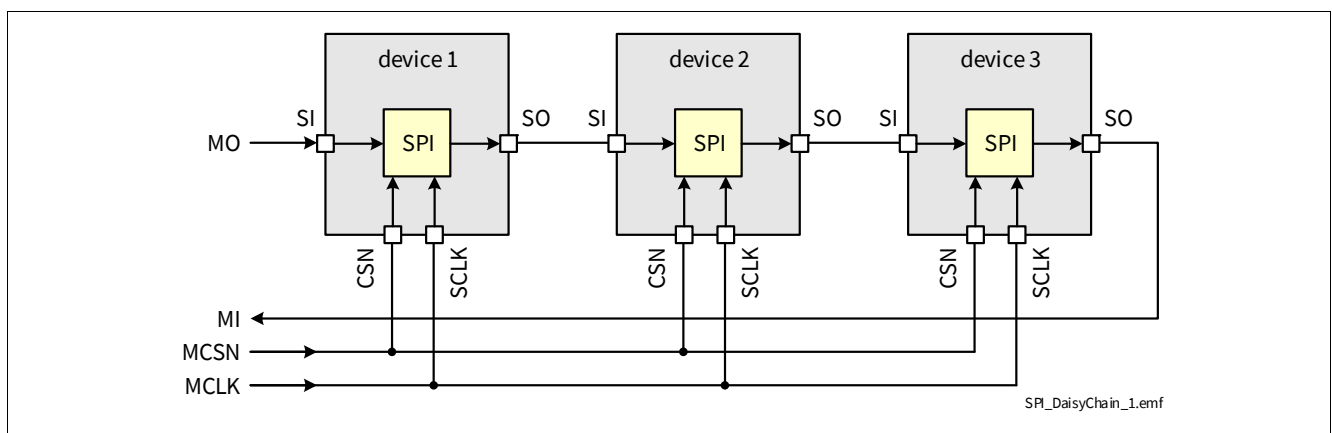 device 1
device 2
device 3
SI
SO
SI
SO
SI
SO
MO
SPI
SPI
SPI
CSN
SCLK
CSN
SCLK
CSN
SCLK
MI
MCSN
MCLK
SPI_DaisyChain_1.emf